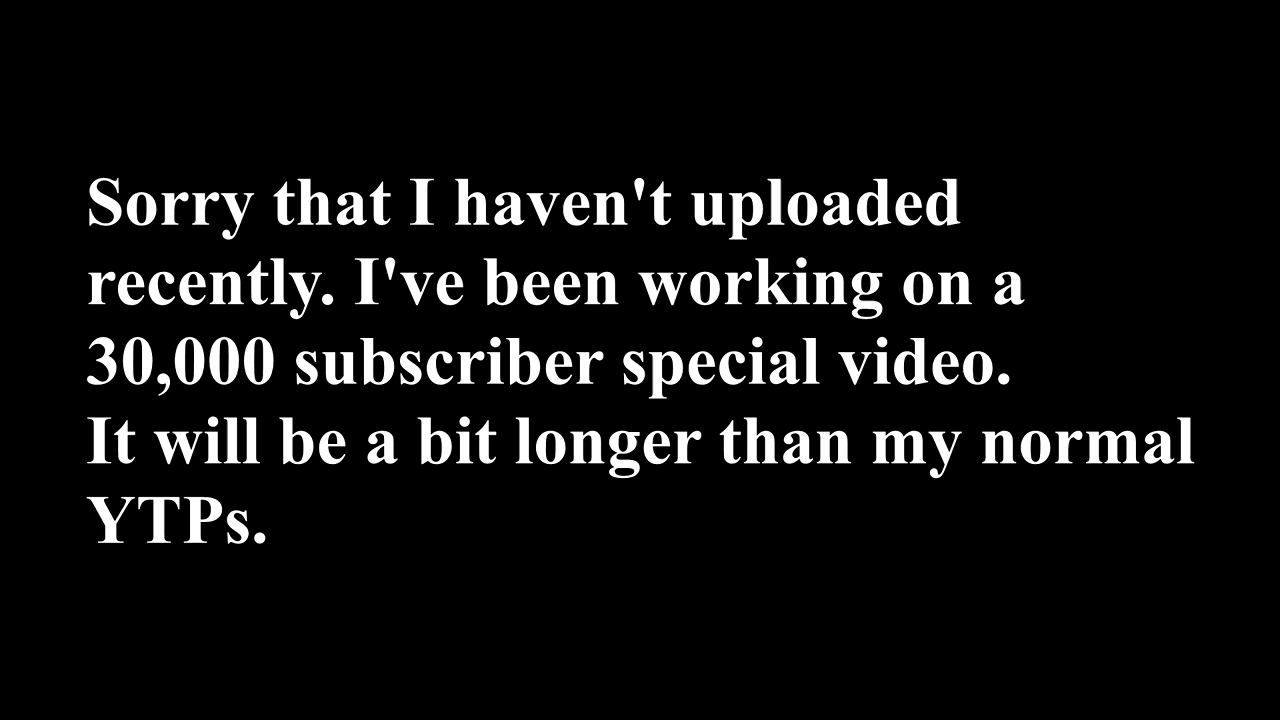 Sorry that I haven't uploaded
recently. I've been working on a
30,000 subscriber special video.
It will be a bit longer than my normal
YTPs.